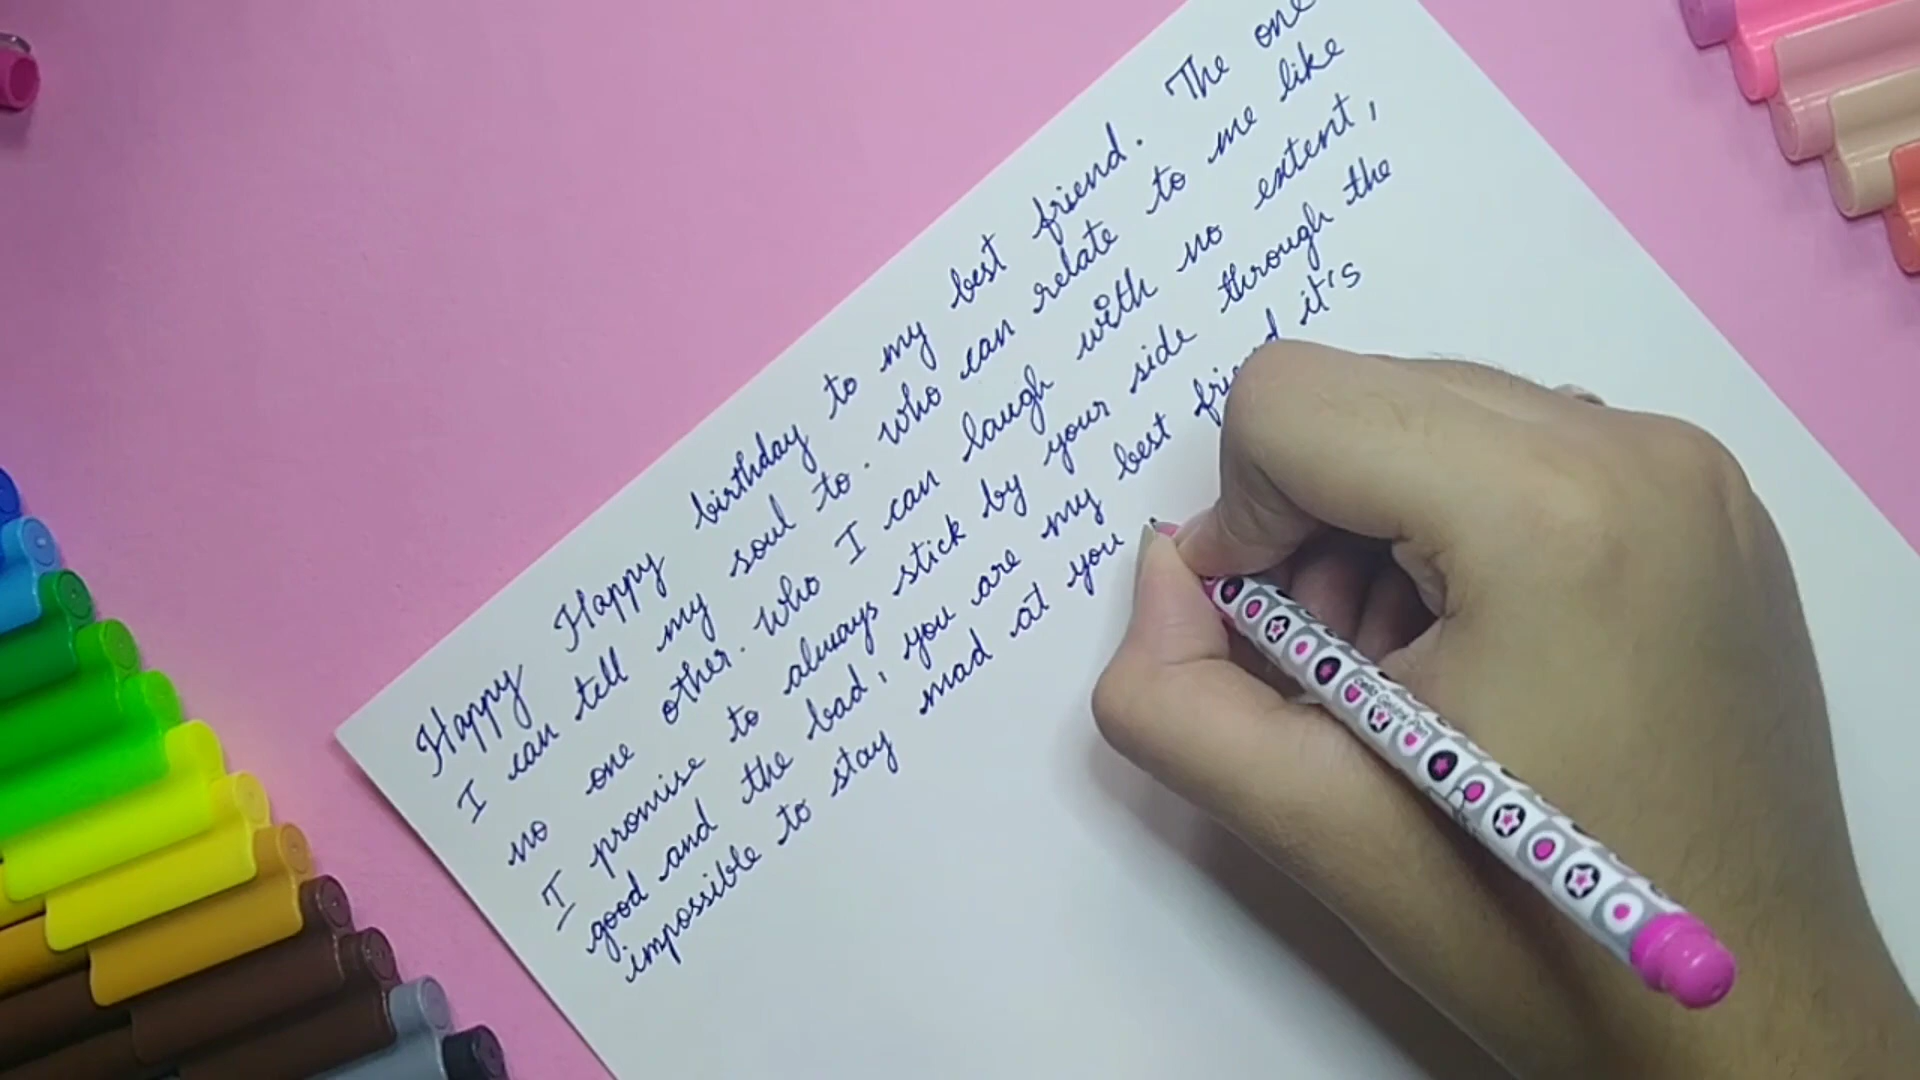 Happy Happy birthday to my best friend. The one
I can tell my soul to. Who can relate to me like
no one other. Who I can laugh with no extent,
I promise to always stick by your side through the
good and the bad, you are my best friend it's
impossible to stay mad at you